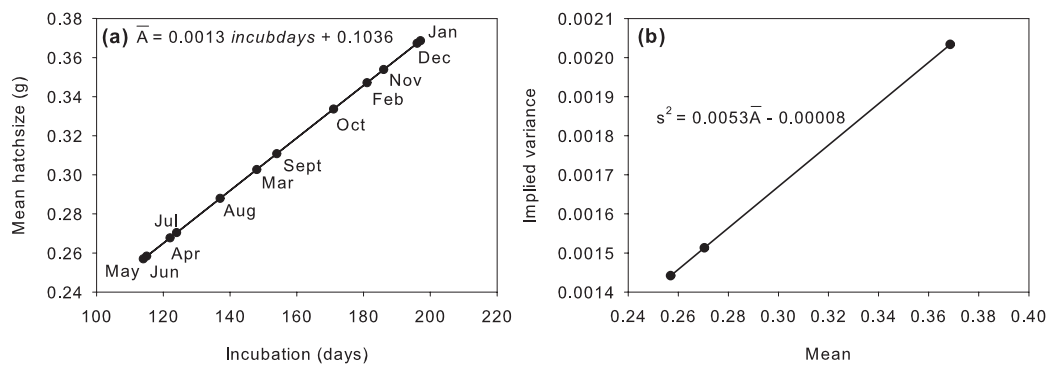 (a) A̅ = 0.0013 incubdays + 0.1036
Mean hatchsize (g)
0.38
0.36
0.34
0.32
0.30
0.28
0.26
0.24
Jan
Dec
Nov
Feb
Oct
Sept
Mar
Aug
Jul
Apr
May Jun
100 120 140 160 180 200 220
Incubation (days)
(b)
s² = 0.0053A̅ - 0.00008
Implied variance
0.0021
0.0020
0.0019
0.0018
0.0017
0.0016
0.0015
0.0014
0.24 0.26 0.28 0.30 0.32 0.34 0.36 0.38 0.40
Mean